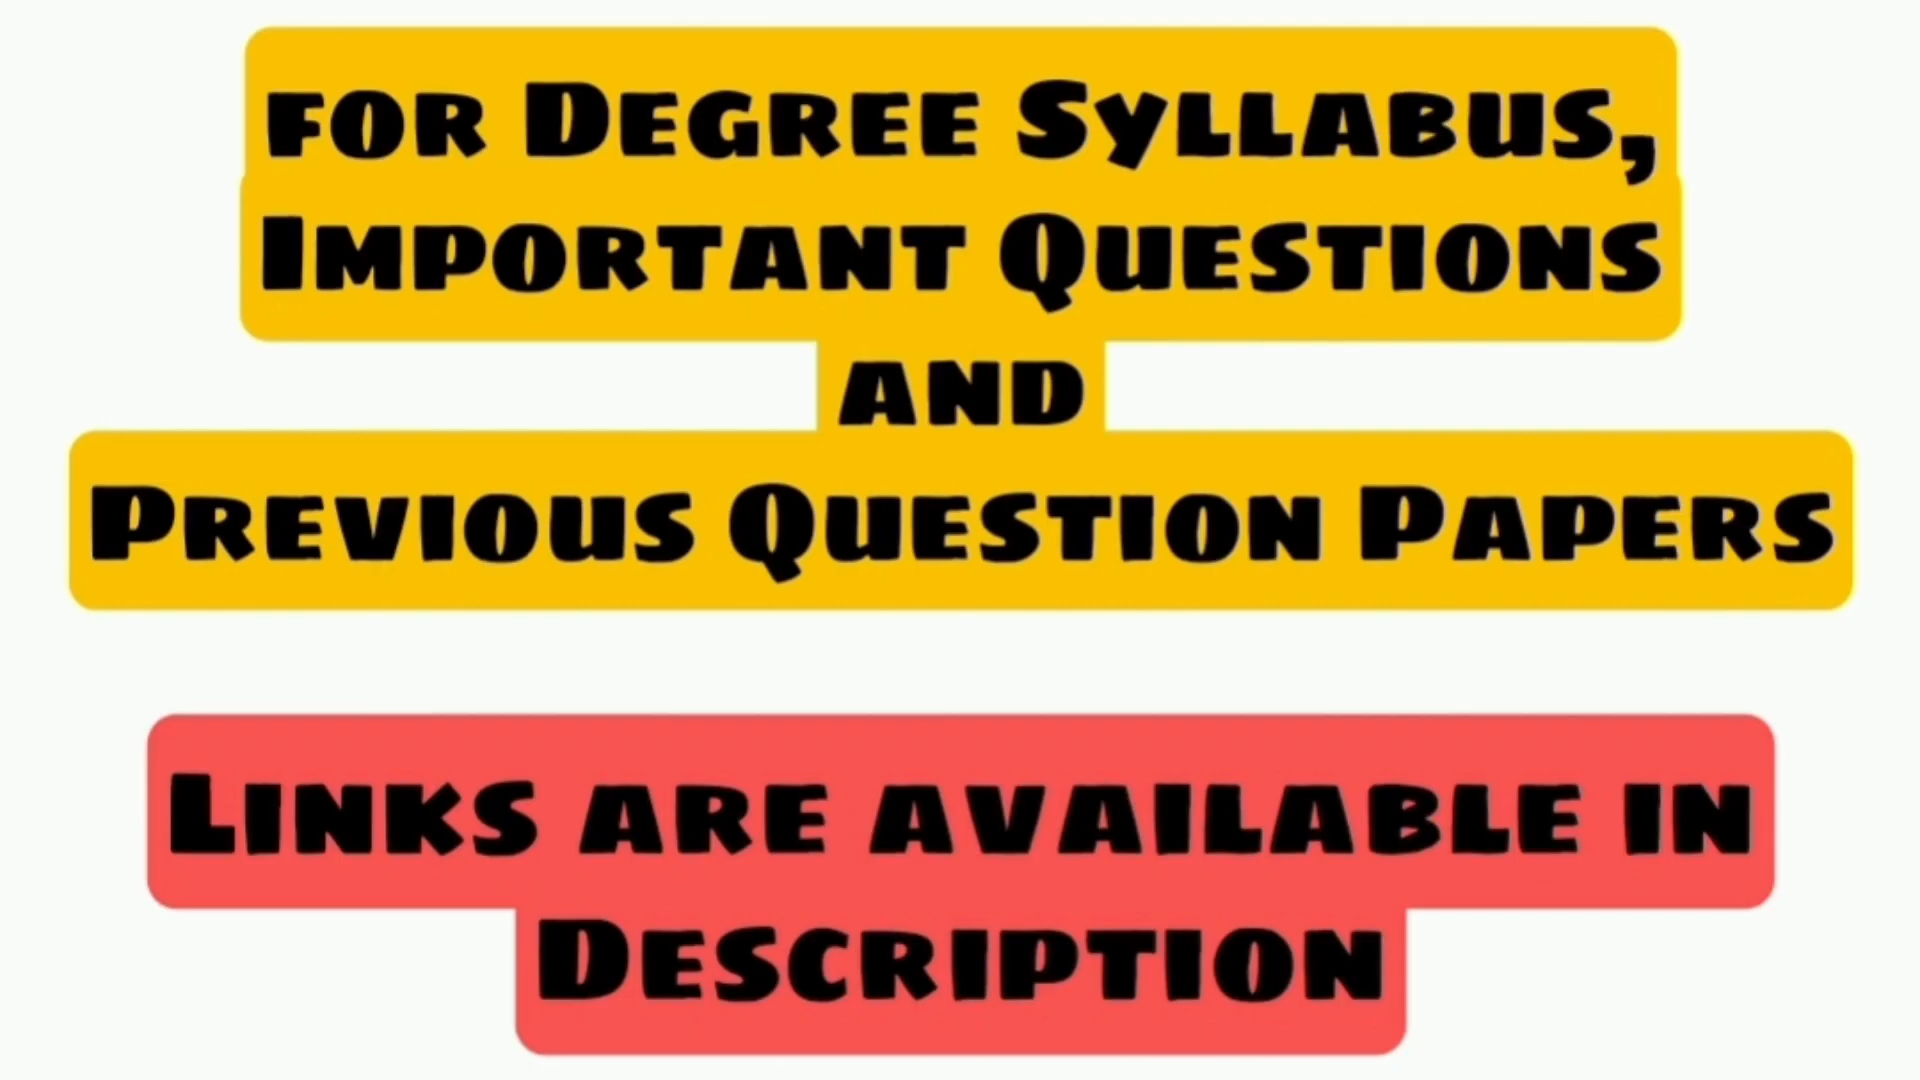 for Degree Syllabus,
Important Questions
and
Previous Question Papers
Links are available in
Description